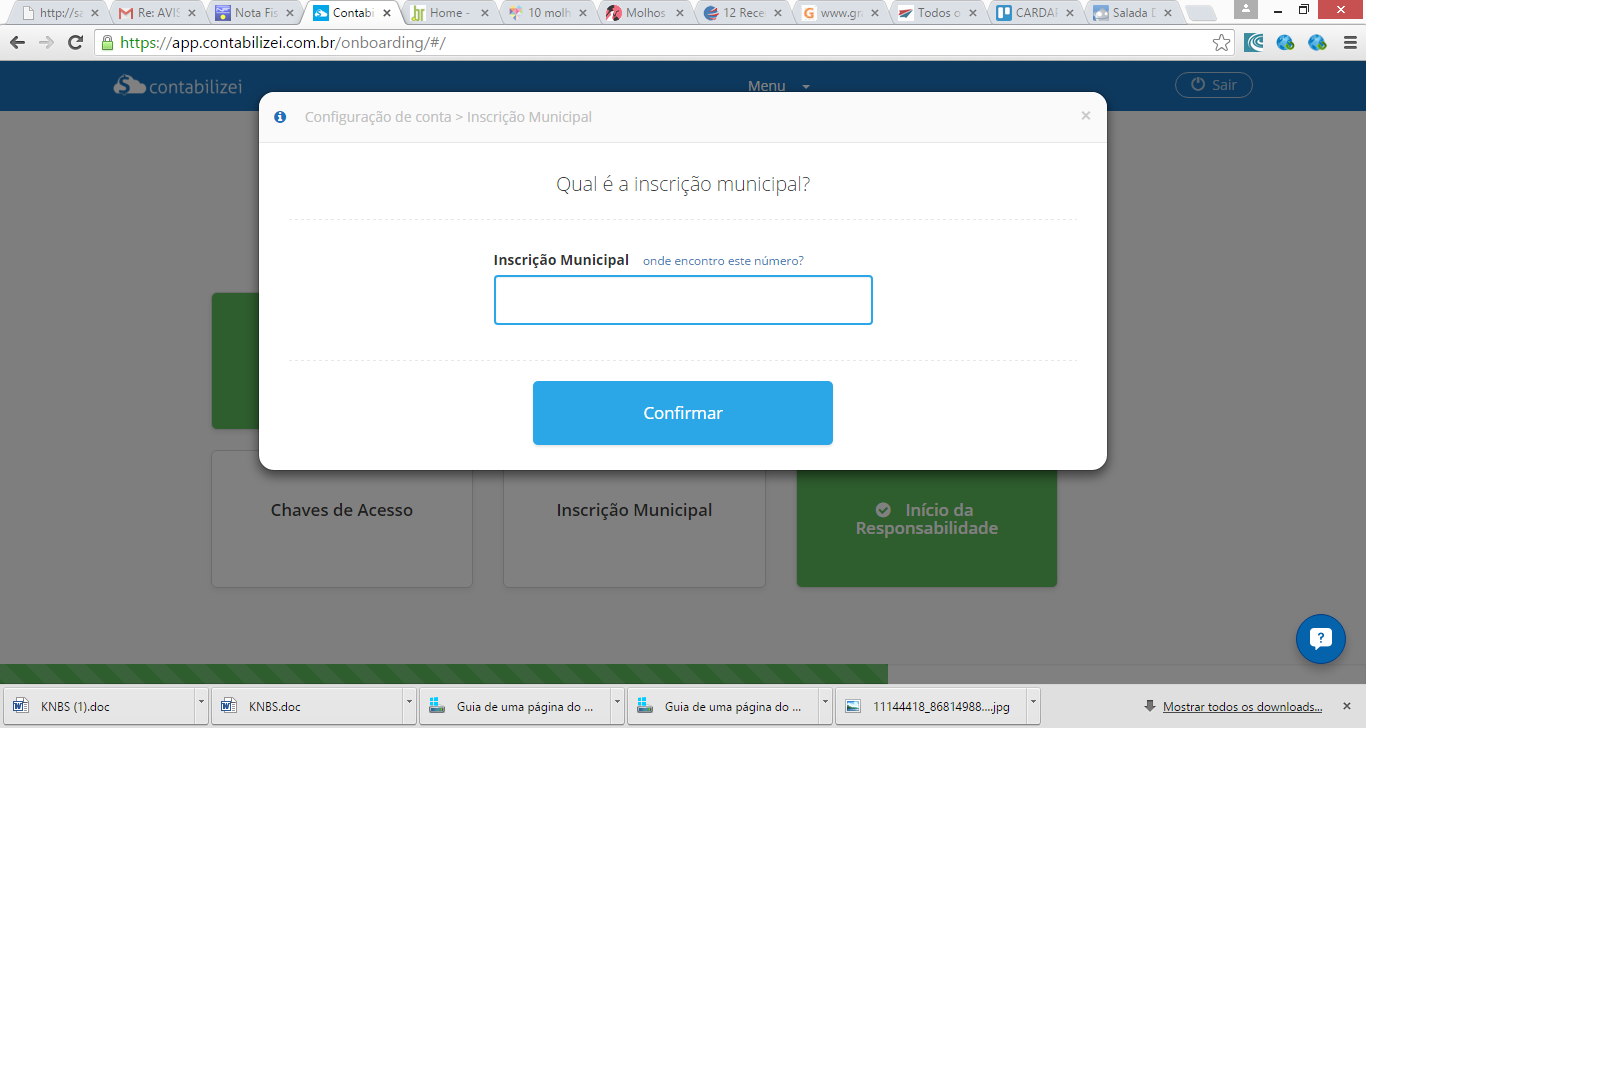 http://sa
Re: AVIS
Nota Fis
Contabi
Home -
10 molh
Molhos
12 Rece
www.gr
Todos o
CARDAP
Salada D
https://app.contabilizei.com.br/onboarding/#/
contabilizei
Menu
Sair
Configuração de conta > Inscrição Municipal
Qual é a inscrição municipal?
Inscrição Municipal onde encontro este número?
Confirmar
Chaves de Acesso
Inscrição Municipal
Início da
Responsabilidade
KNBS (1).doc
KNBS.doc
Guia de uma página do ...
Guia de uma página do ...
11144418_86814988....jpg
Mostrar todos os downloads...